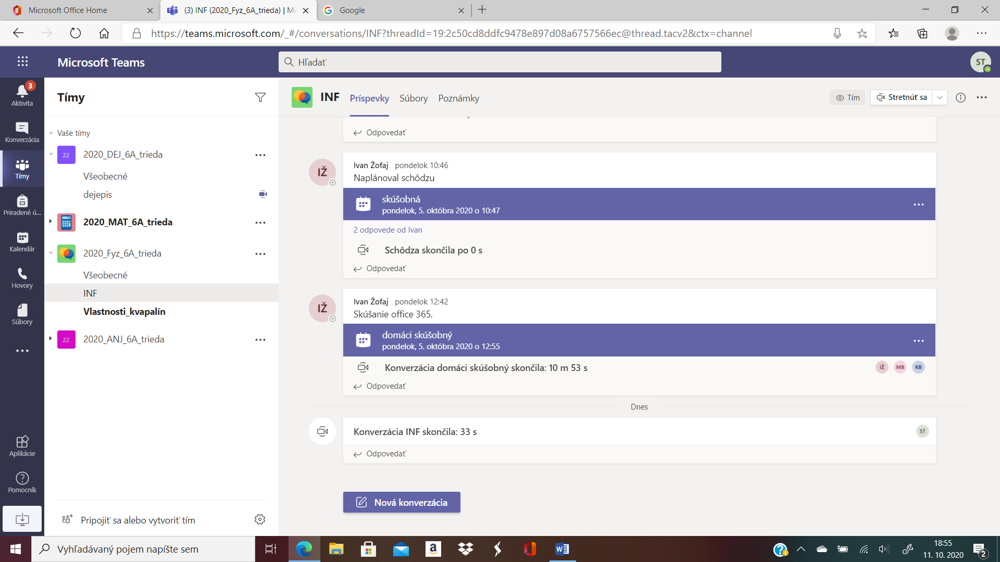 Microsoft Office Home
(3) INF (2020_Fyz_6A_trieda) | Mi
Google
https://teams.microsoft.com/_#/conversations/INF?threadId=19:2c50cd8ddfc9478e897d08a6757566ec@thread.tacv2&ctx=channel
Microsoft Teams
Hľadať
ST
3
Aktivita
Konverzácia
Tímy
Priradené ú...
Kalendár
Hovory
Súbory
Aplikácie
Pomocník
Tímy
Vaše tímy
22 2020_DEJ_6A_trieda
Všeobecné
dejepis
2020_MAT_6A_trieda
2020_Fyz_6A_trieda
Všeobecné
INF
Vlastnosti_kvapalín
22 2020_ANJ_6A_trieda
Pripojiť sa alebo vytvoriť tím
INF Príspevky Súbory Poznámky
Tím Stretnúť sa
Odpovedať
IŽ
Ivan Žofaj pondelok 10:46
Naplánoval schôdzu
skúšobná
pondelok, 5. októbra 2020 o 10:47
2 odpovede od Ivan
Schôdza skončila po 0 s
Odpovedať
IŽ
Ivan Žofaj pondelok 12:42
Skúšanie office 365.
domáci skúšobný
pondelok, 5. októbra 2020 o 12:55
Konverzácia domáci skúšobný skončila: 10 m 53 s IŽ MB KB
Odpovedať
Dnes
Konverzácia INF skončila: 33 s ST
Odpovedať
Nová konverzácia
Vyhľadávaný pojem napíšte sem
18:55
11. 10. 2020
2